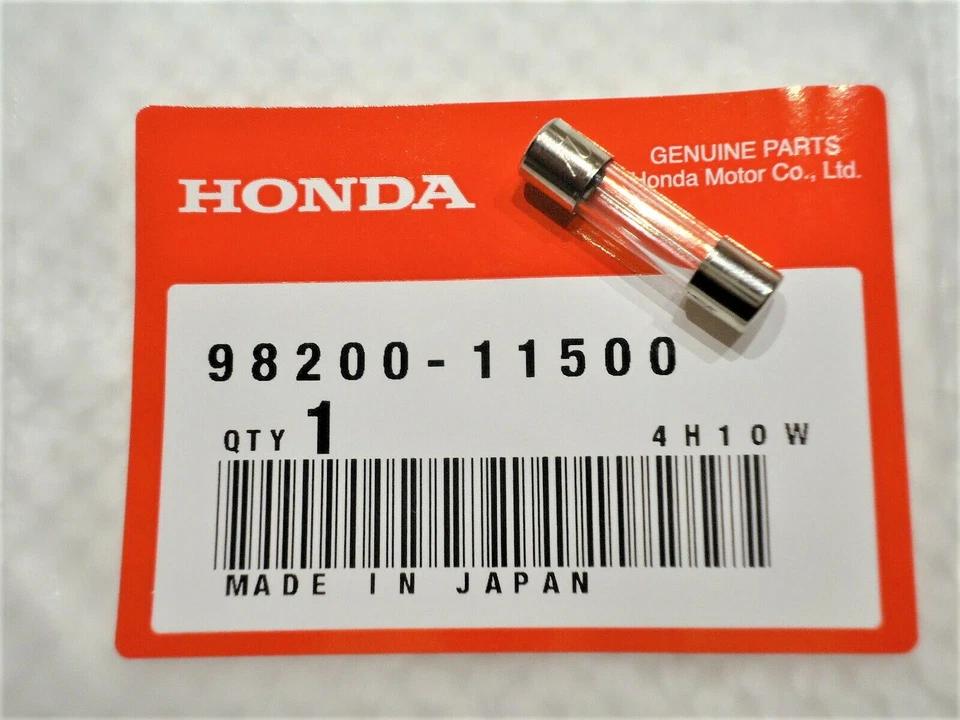 HONDA
GENUINE PARTS
Honda Motor Co., Ltd.
98200-11500
QTY 1 4H10W
MADE IN JAPAN